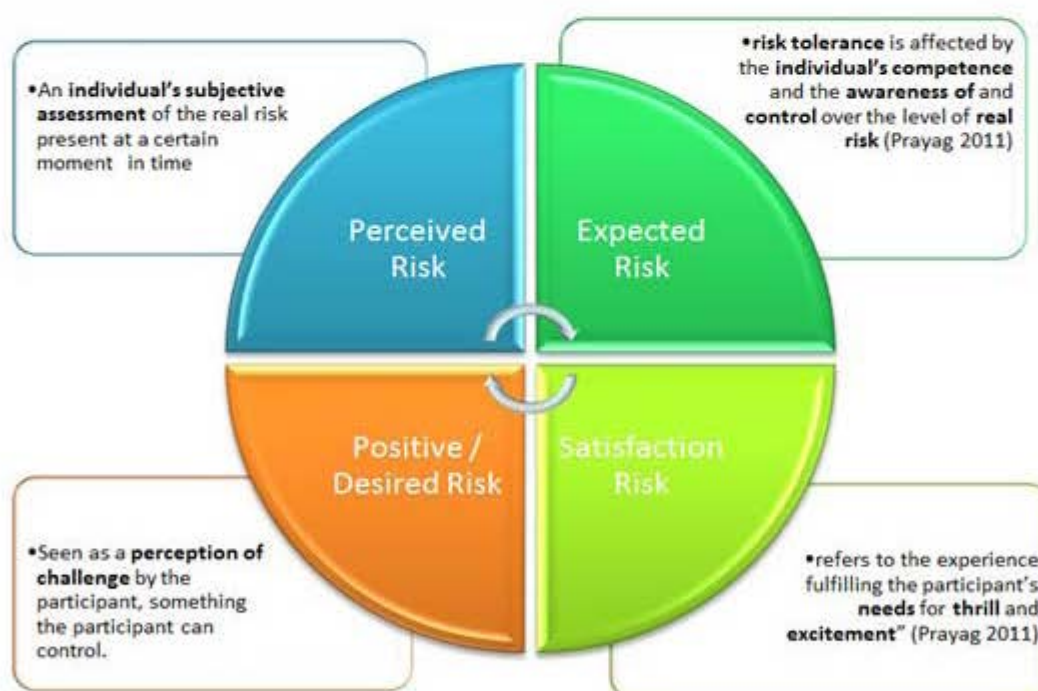 •An individual's subjective
assessment of the real risk
present at a certain
moment in time
•risk tolerance is affected by
the individual's competence
and the awareness of and
control over the level of real
risk (Prayag 2011)
Perceived
Risk
Expected
Risk
Positive /
Desired Risk
Satisfaction
Risk
•Seen as a perception of
challenge by the
participant, something
the participant can
control.
•refers to the experience
fulfilling the participant's
needs for thrill and
excitement" (Prayag 2011)